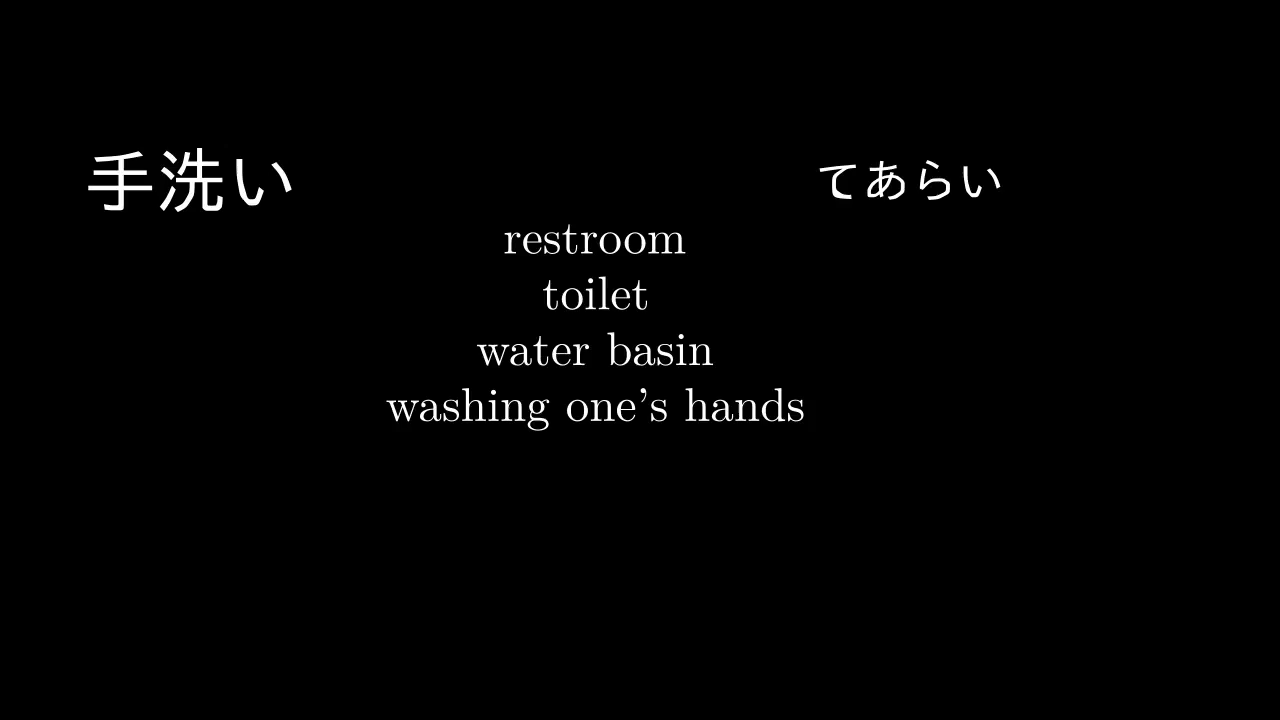 手洗い
てあらい
restroom
toilet
water basin
washing one's hands